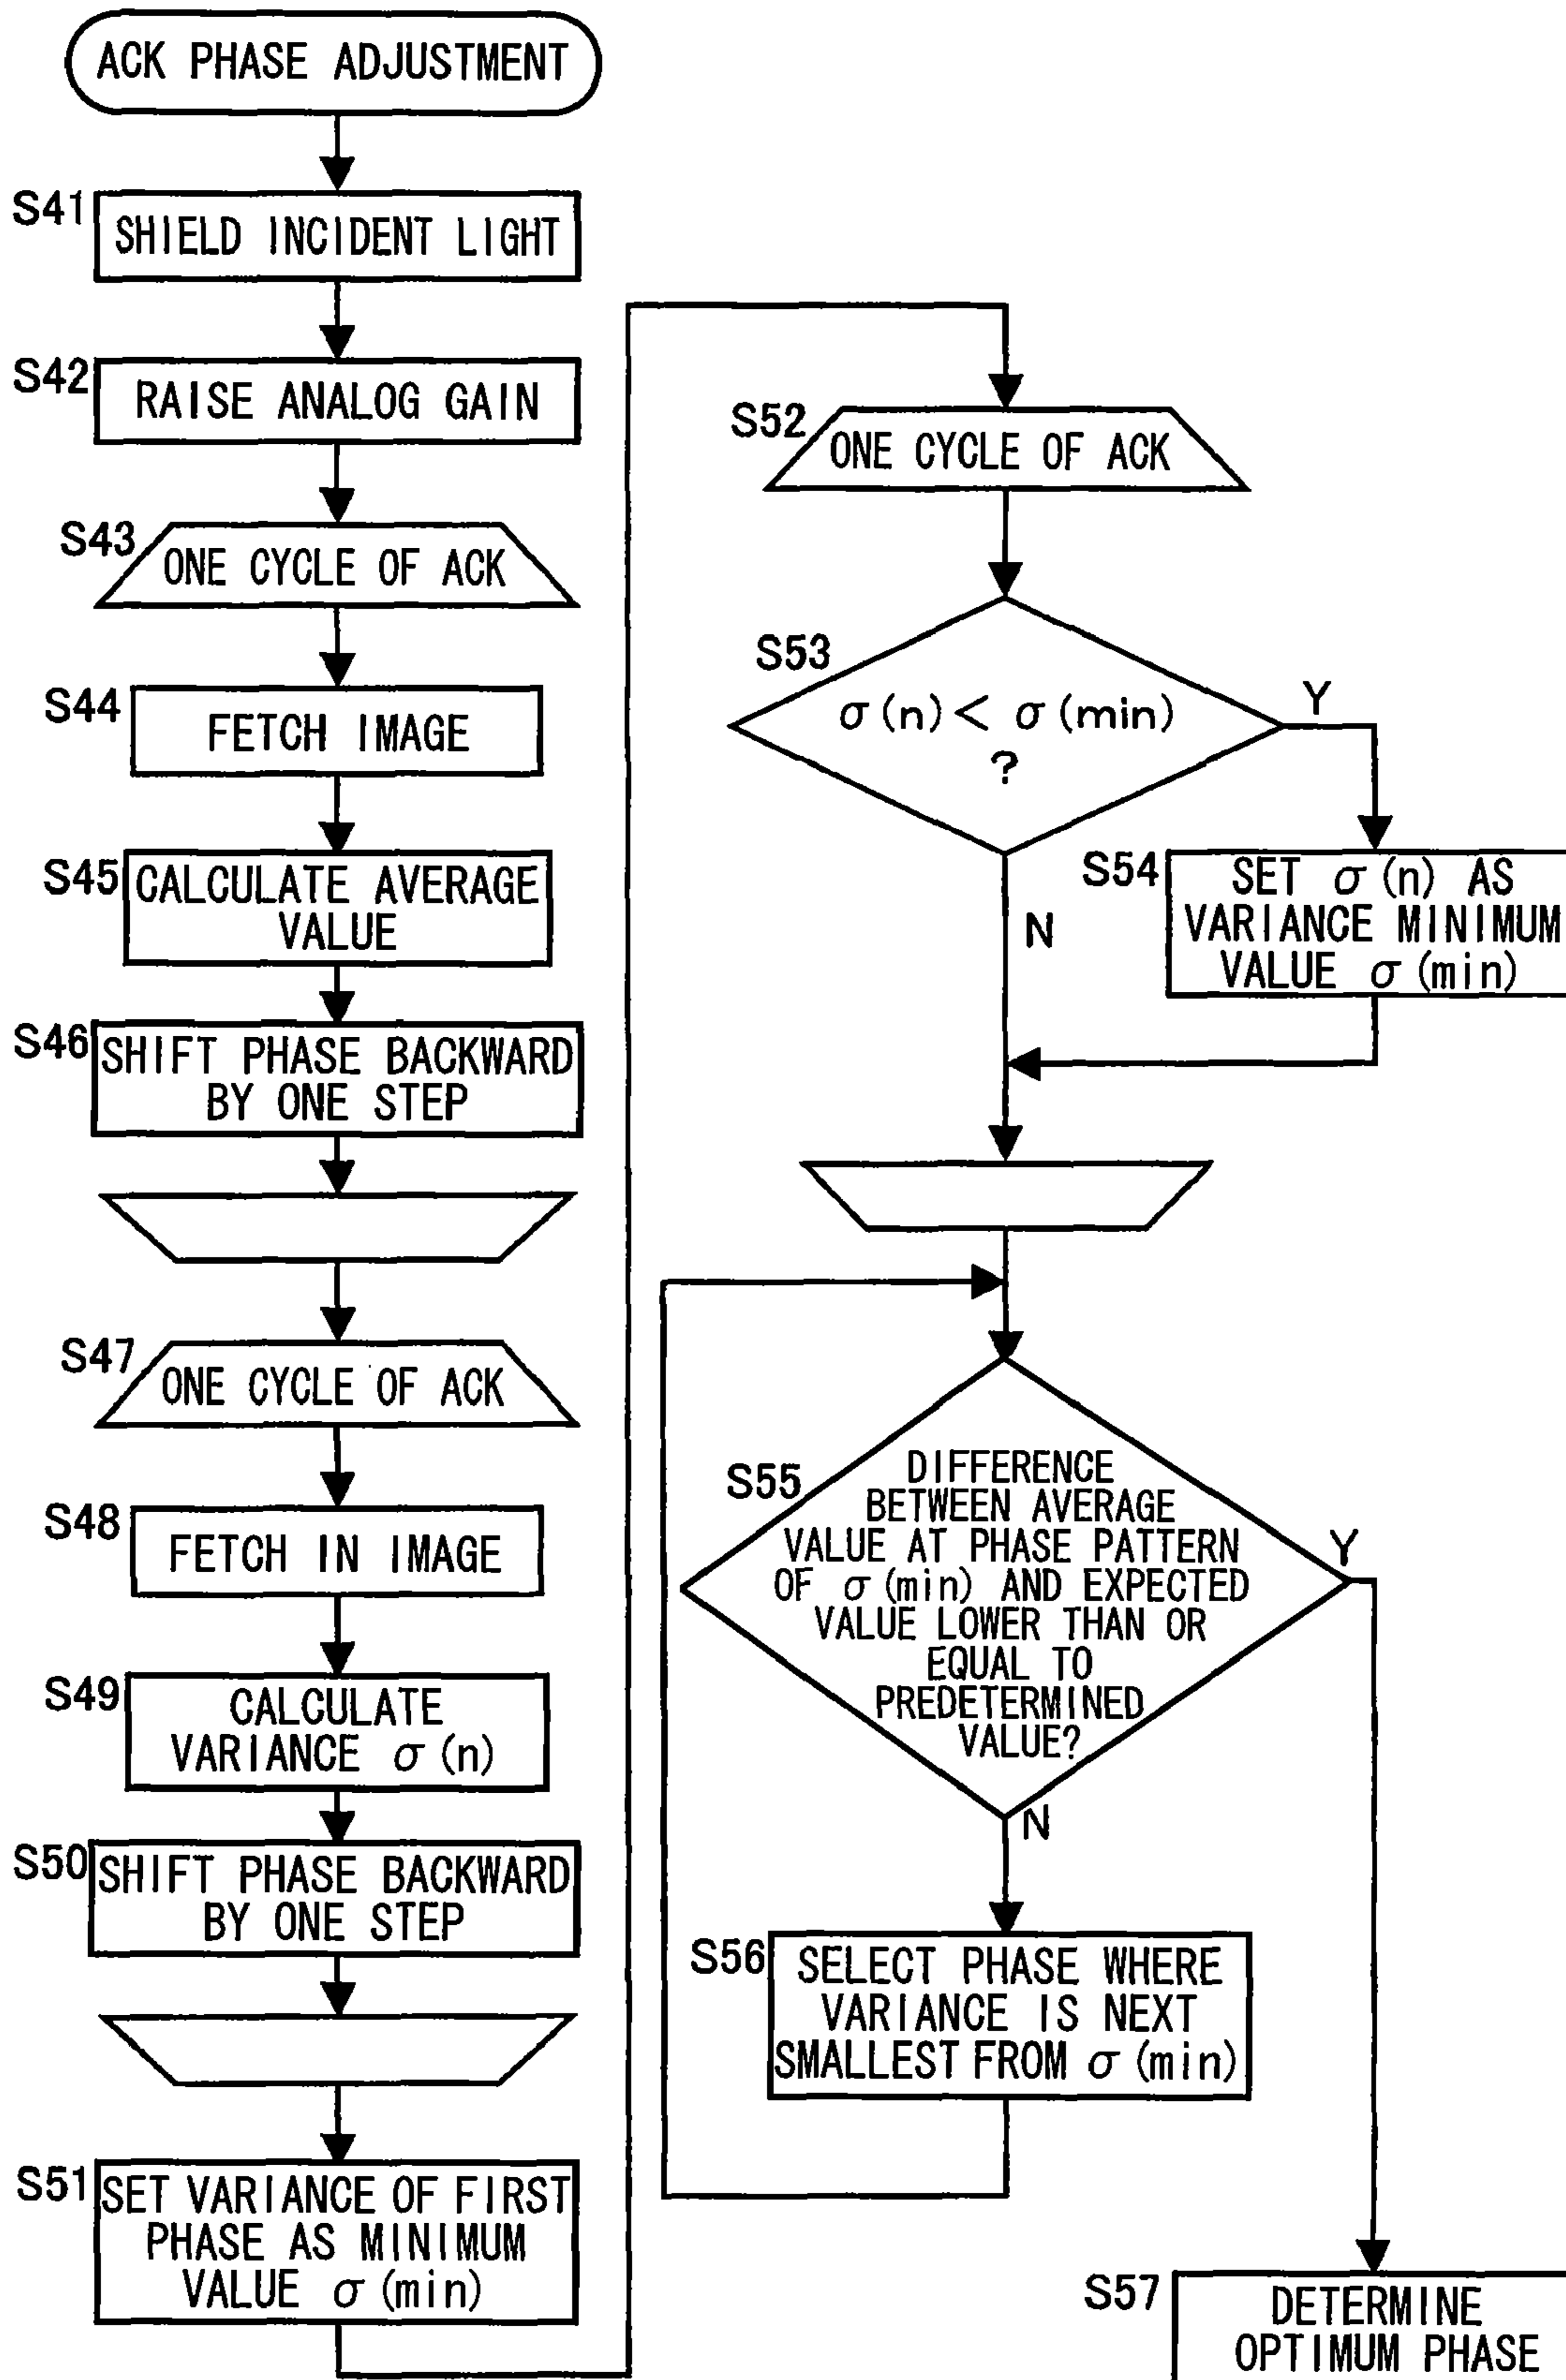 ACK PHASE ADJUSTMENT
S41
SHIELD INCIDENT LIGHT
S42
RAISE ANALOG GAIN
S43
ONE CYCLE OF ACK
S44
FETCH IMAGE
S45
CALCULATE AVERAGE
VALUE
S46
SHIFT PHASE BACKWARD
BY ONE STEP
S47
ONE CYCLE OF ACK
S48
FETCH IN IMAGE
S49
CALCULATE
VARIANCE σ(n)
S50
SHIFT PHASE BACKWARD
BY ONE STEP
S51
SET VARIANCE OF FIRST
PHASE AS MINIMUM
VALUE σ(min)
S52
ONE CYCLE OF ACK
S53
σ(n) < σ(min)
?
Y
N
S54
SET σ(n) AS
VARIANCE MINIMUM
VALUE σ(min)
S55
DIFFERENCE
BETWEEN AVERAGE
VALUE AT PHASE PATTERN
OF σ(min) AND EXPECTED
VALUE LOWER THAN OR
EQUAL TO
PREDETERMINED
VALUE?
Y
N
S56
SELECT PHASE WHERE
VARIANCE IS NEXT
SMALLEST FROM σ(min)
S57
DETERMINE
OPTIMUM PHASE